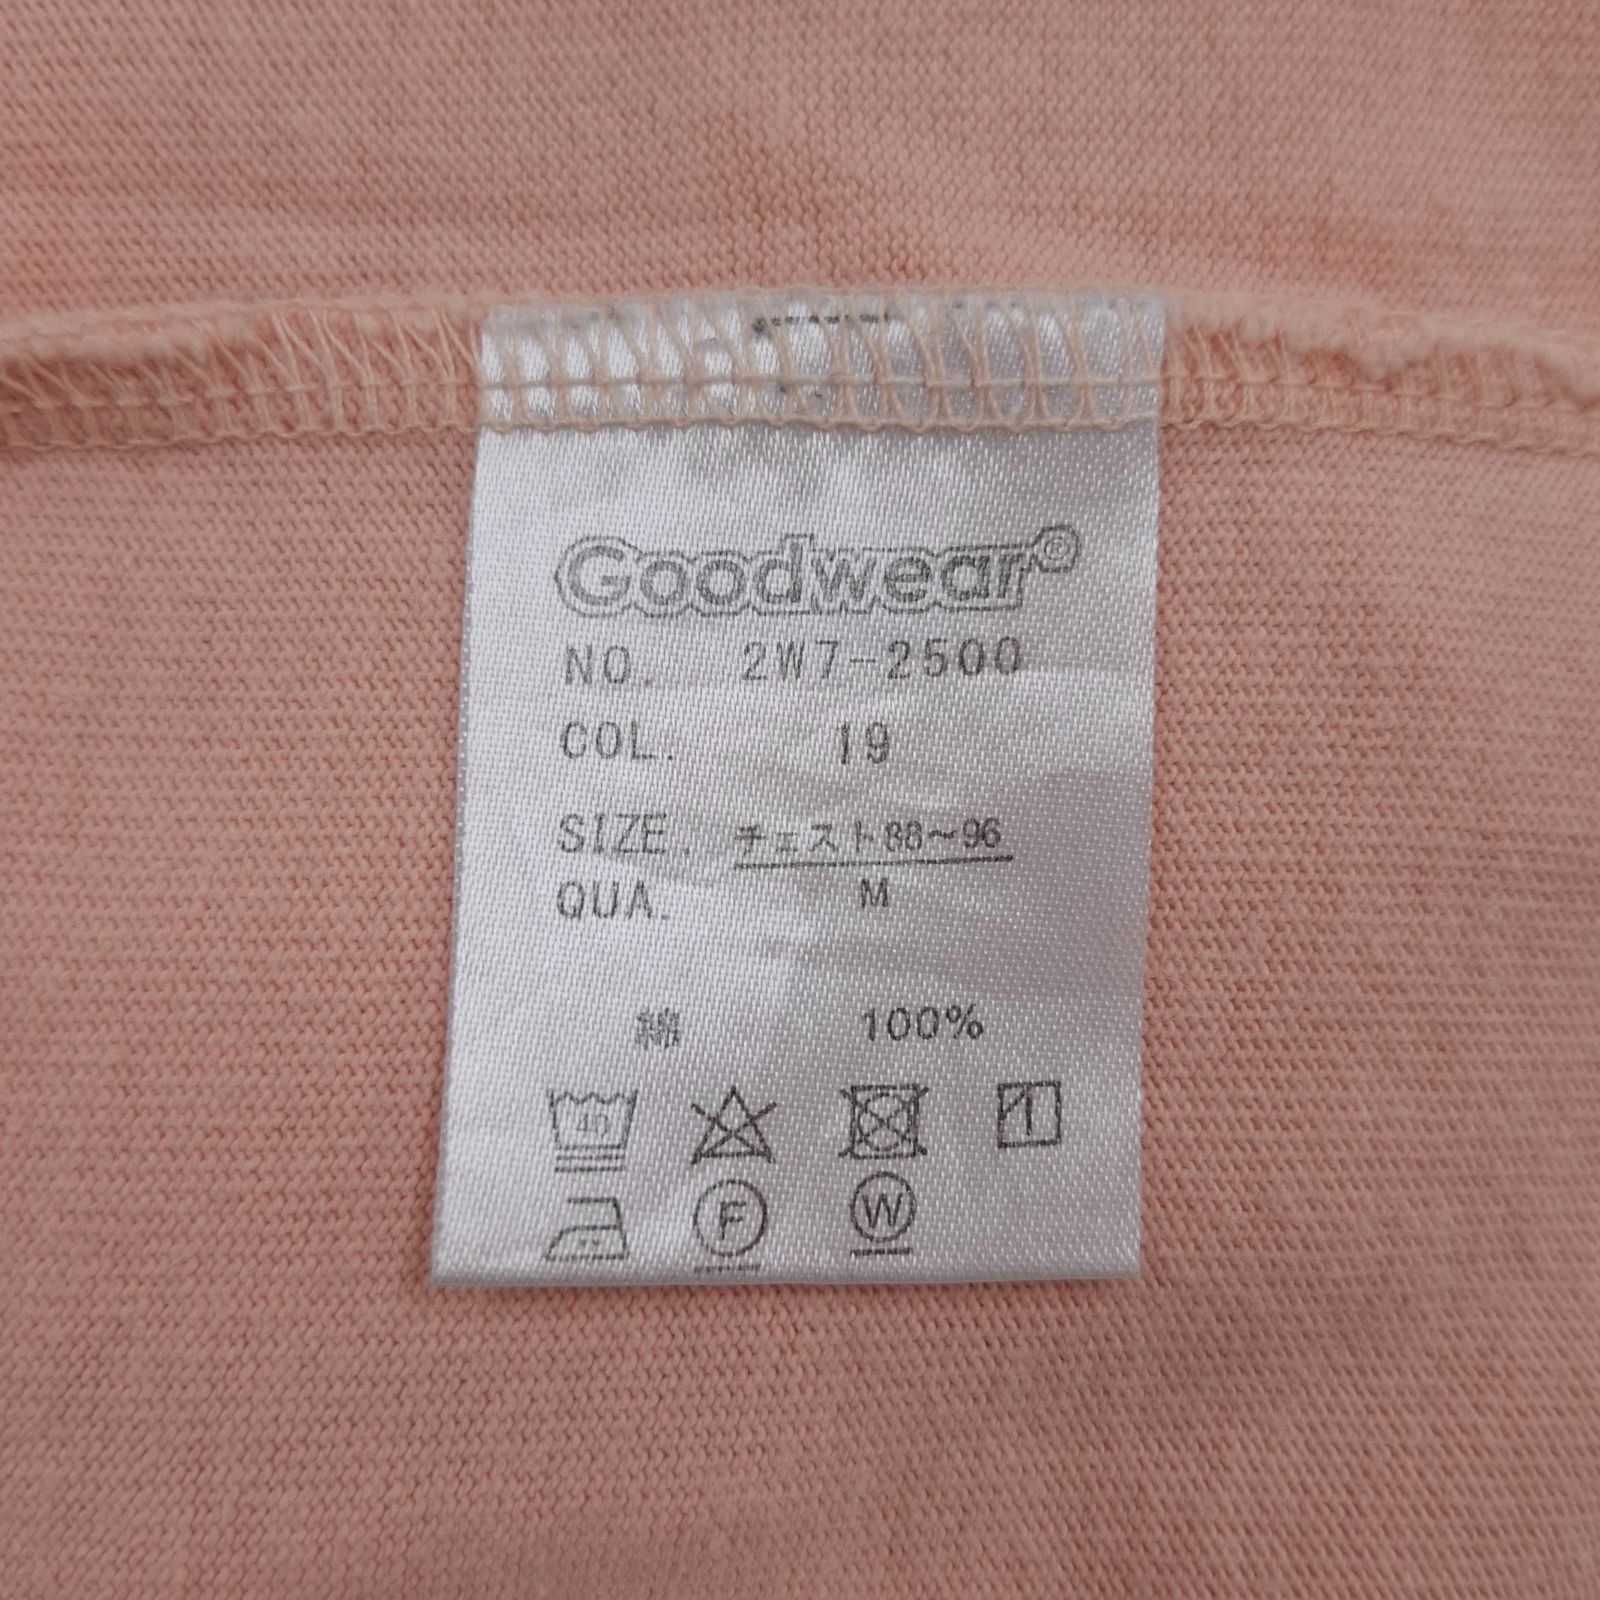 Goodwear®
NO. 2W7-2500
COL. 19
SIZE. チェスト88～96
QUA. M
綿 100%
40
F
W